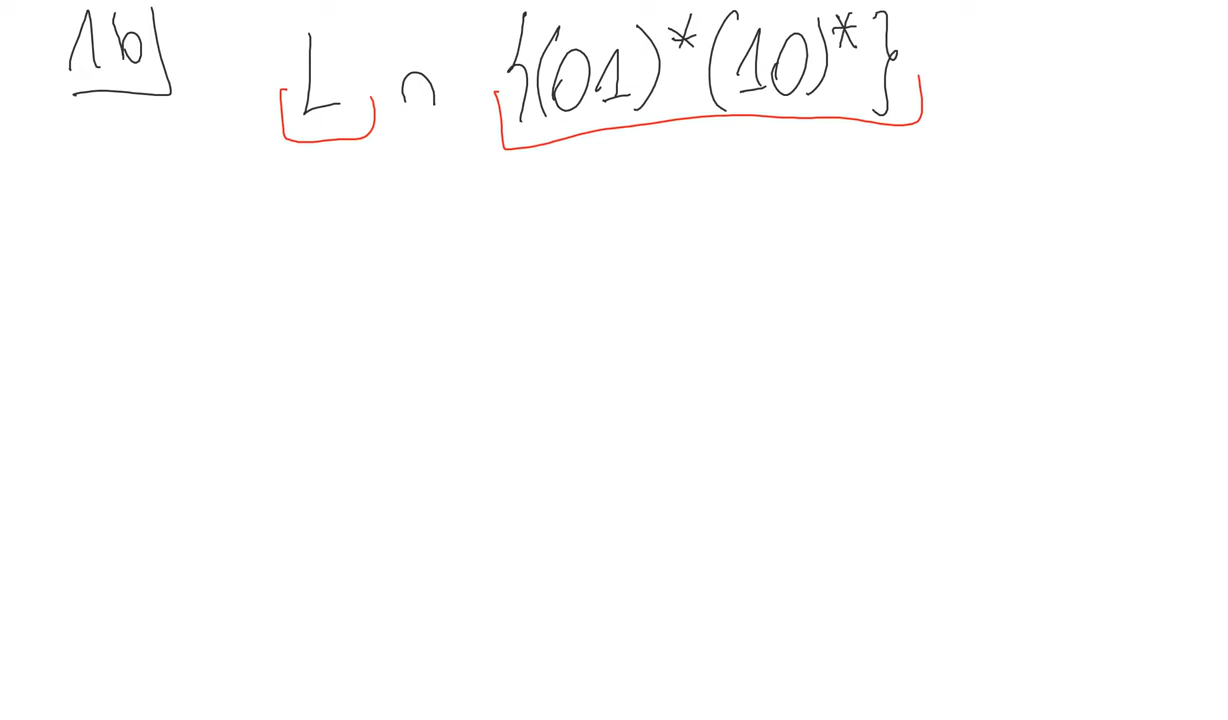 1b L ∩ {(01)*(10)*}